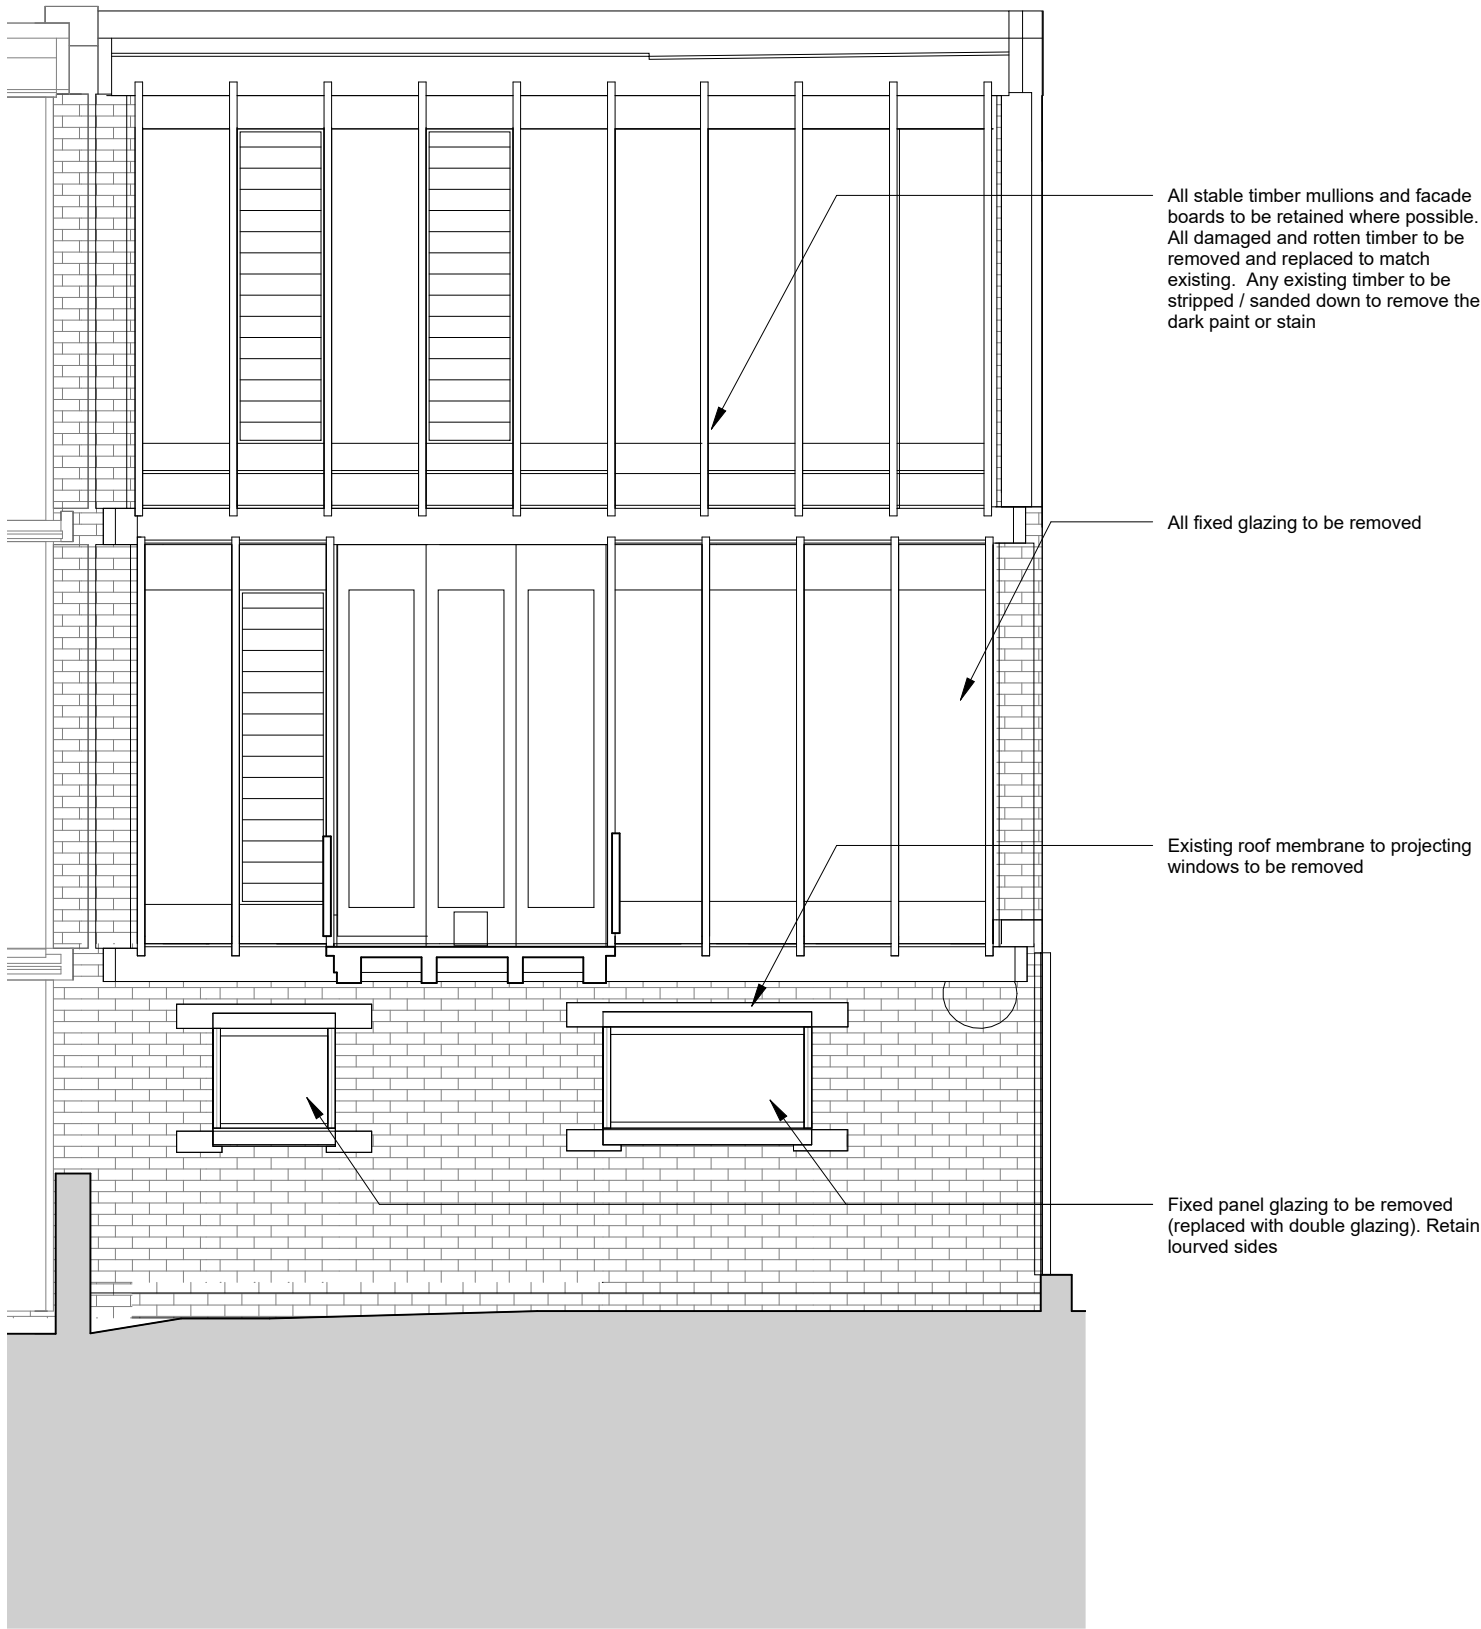 All stable timber mullions and facade
boards to be retained where possible.
All damaged and rotten timber to be
removed and replaced to match
existing.  Any existing timber to be
stripped / sanded down to remove the
dark paint or stain
All fixed glazing to be removed
Existing roof membrane to projecting
windows to be removed
Fixed panel glazing to be removed
(replaced with double glazing). Retain
lourved sides